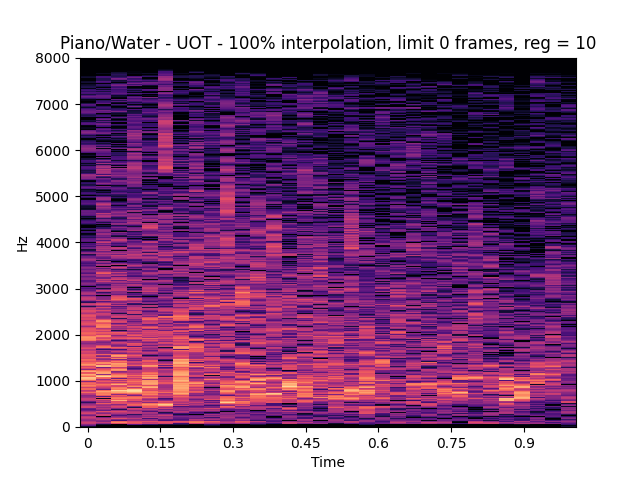 Piano/Water - UOT - 100% interpolation, limit 0 frames, reg = 10
8000
7000
6000
5000
4000
3000
2000
1000
0
Hz
0 0.15 0.3 0.45 0.6 0.75 0.9
Time